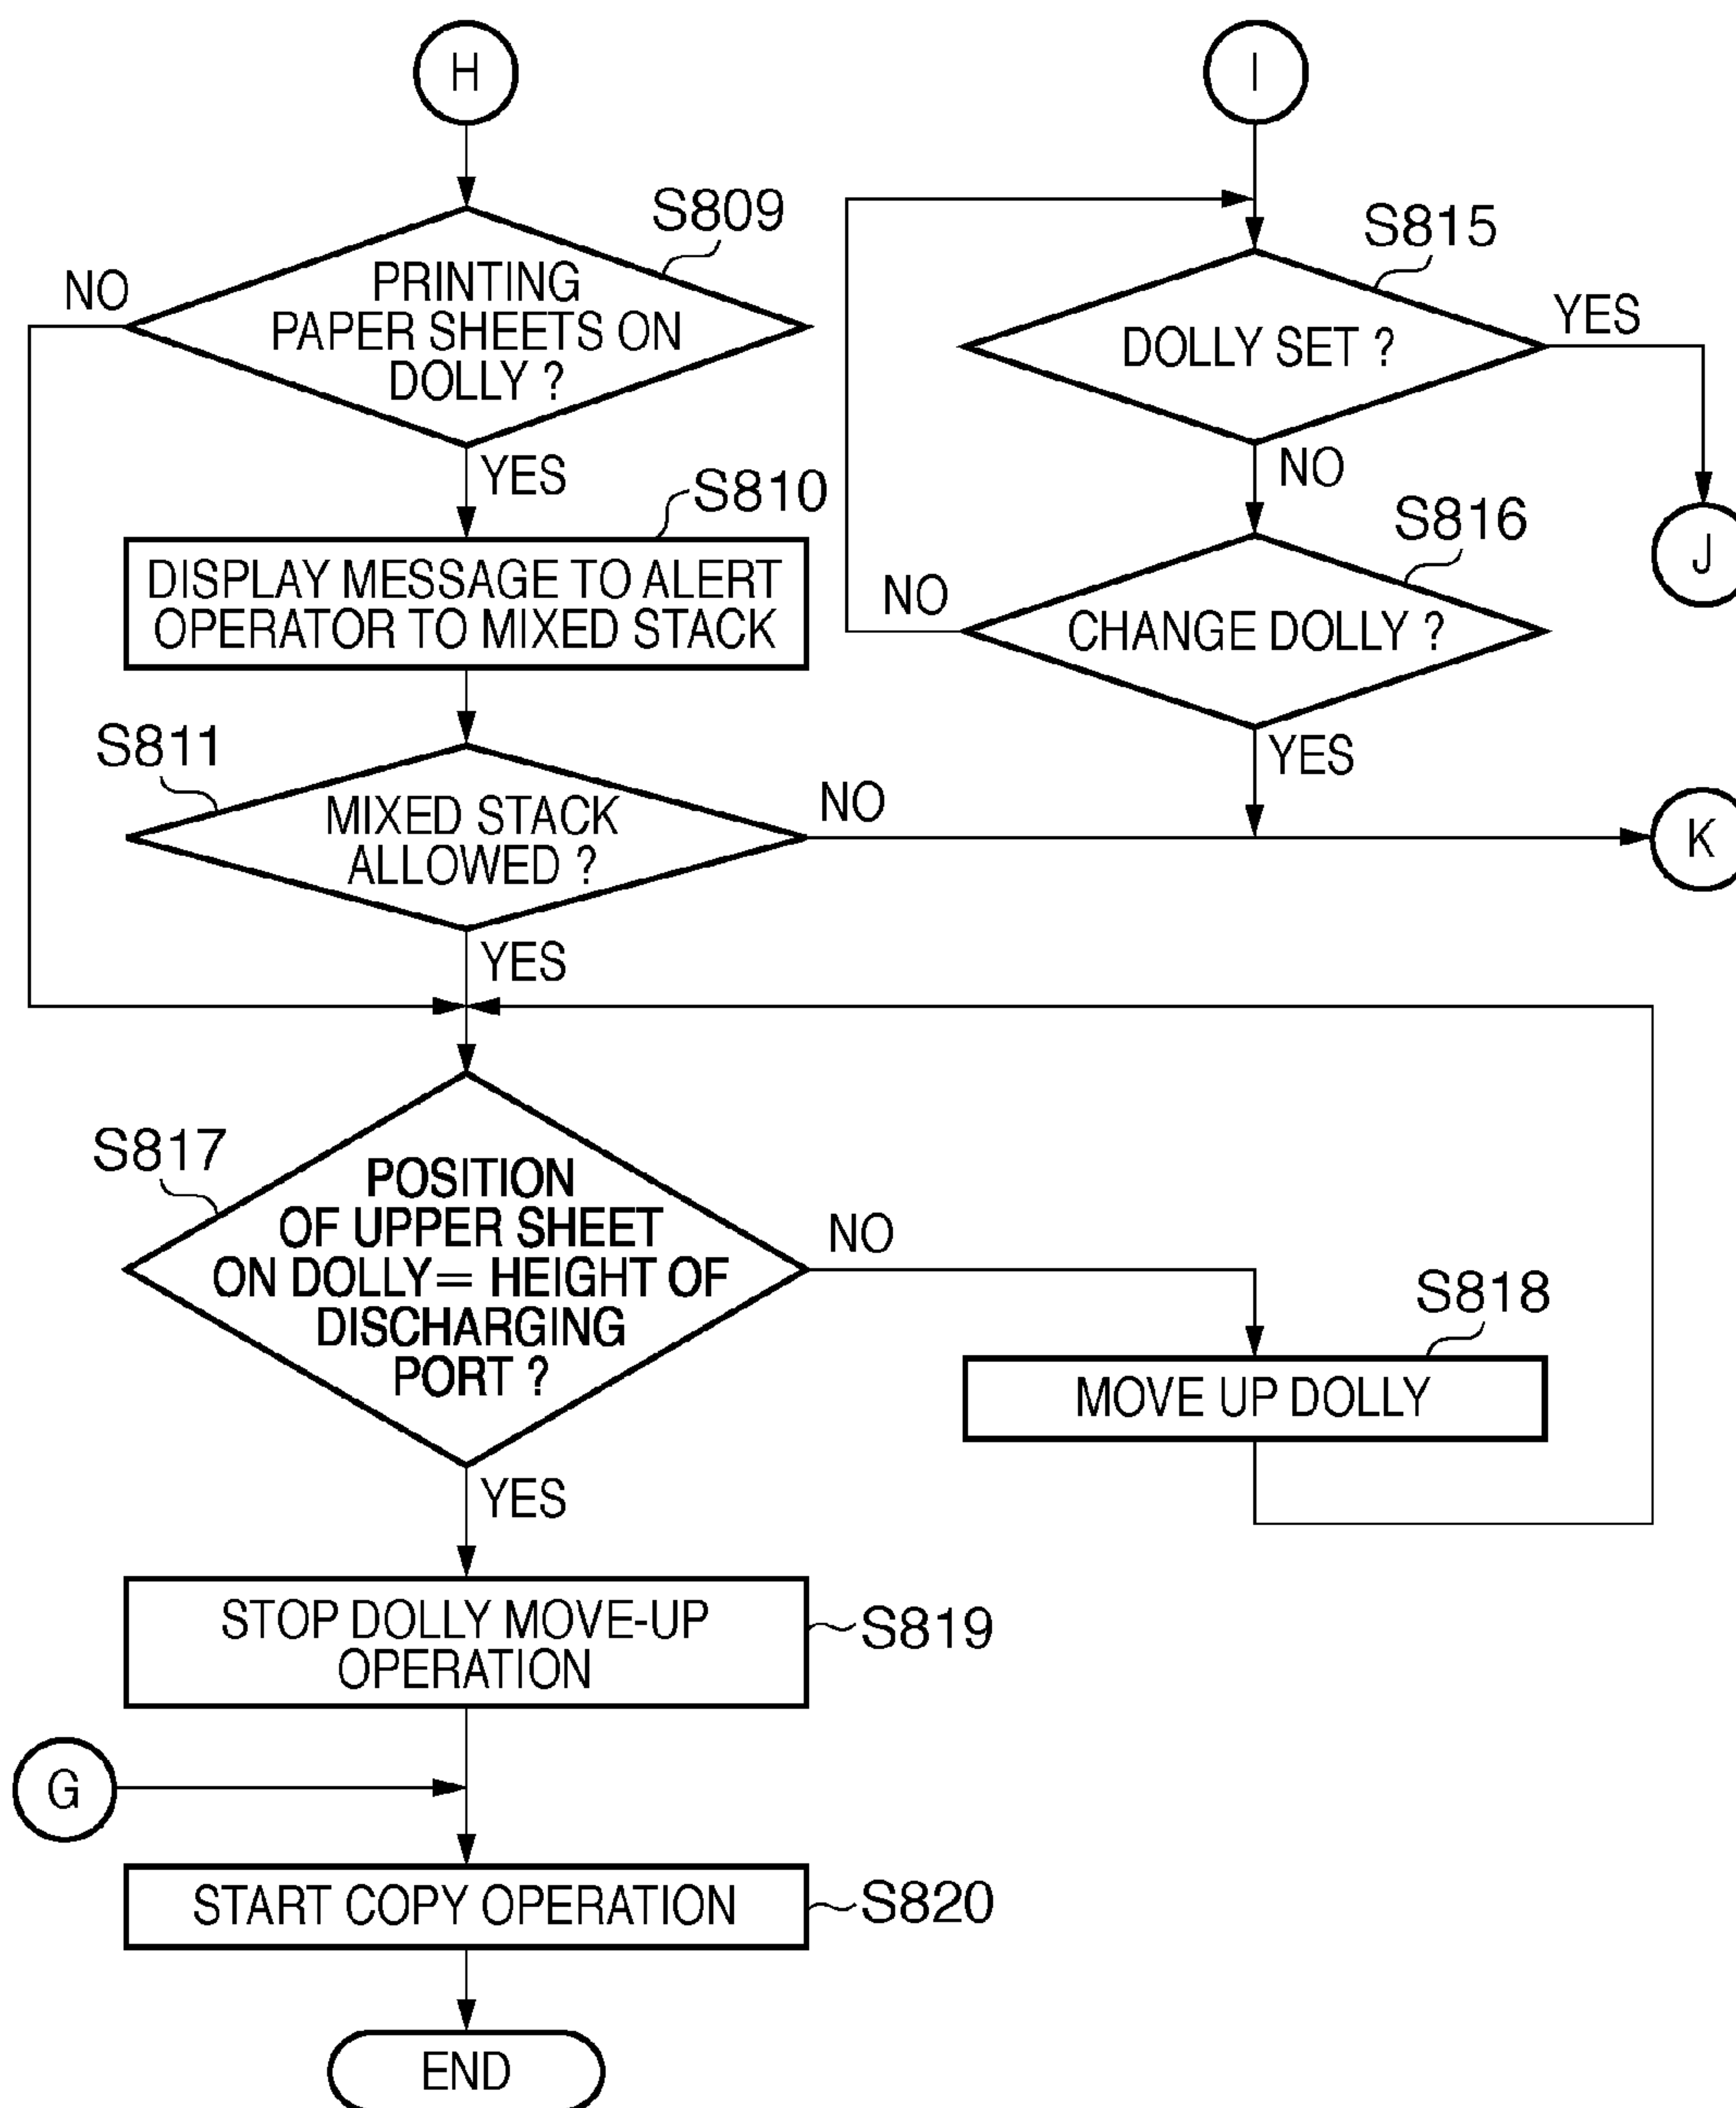 H
S809
PRINTING
PAPER SHEETS ON
DOLLY ?
NO
YES
S810
DISPLAY MESSAGE TO ALERT
OPERATOR TO MIXED STACK
S811
MIXED STACK
ALLOWED ?
NO
YES
I
S815
DOLLY SET ?
YES
NO
J
S816
CHANGE DOLLY ?
NO
YES
K
S817
POSITION
OF UPPER SHEET
ON DOLLY= HEIGHT OF
DISCHARGING
PORT ?
NO
YES
S818
MOVE UP DOLLY
STOP DOLLY MOVE-UP
OPERATION
S819
G
START COPY OPERATION
S820
END